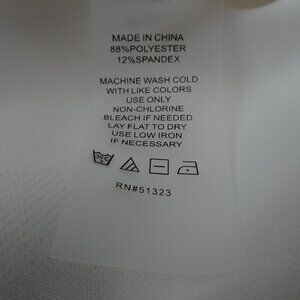 MADE IN CHINA
88%POLYESTER
12%SPANDEX
MACHINE WASH COLD
WITH LIKE COLORS
USE ONLY
NON-CHLORINE
BLEACH IF NEEDED
LAY FLAT TO DRY
USE LOW IRON
IF NECESSARY
RN#51323